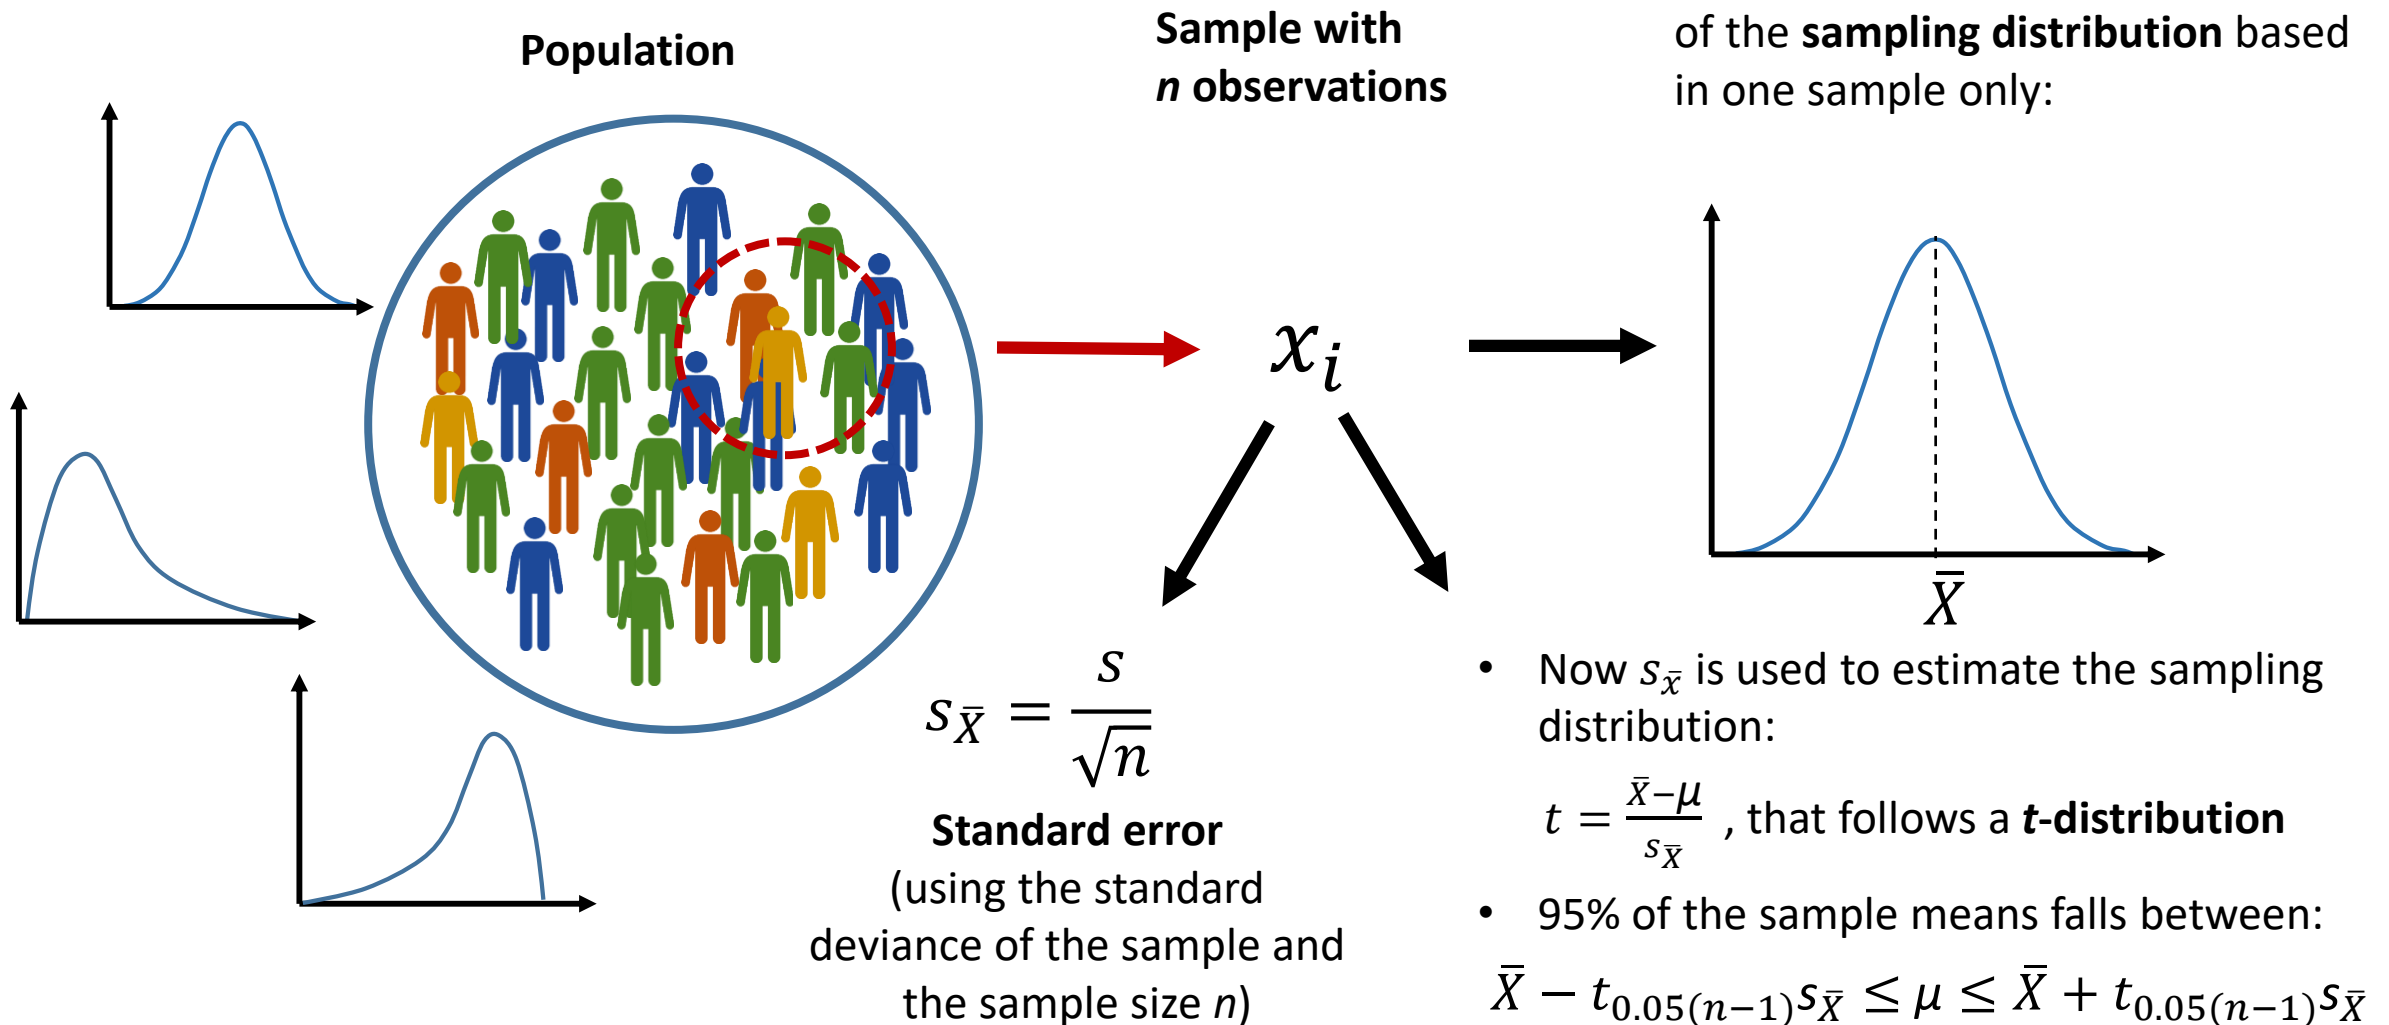 Population
Sample with
n observations
of the sampling distribution based
in one sample only:
x_i
X̄
s_X̄ = s/√n
Standard error
(using the standard
deviance of the sample and
the sample size n)
• Now s_x̄ is used to estimate the sampling
distribution:
t = (X̄−μ)/s_X̄ , that follows a t-distribution
• 95% of the sample means falls between:
X̄ − t_0.05(n−1) s_X̄ ≤ μ ≤ X̄ + t_0.05(n−1) s_X̄